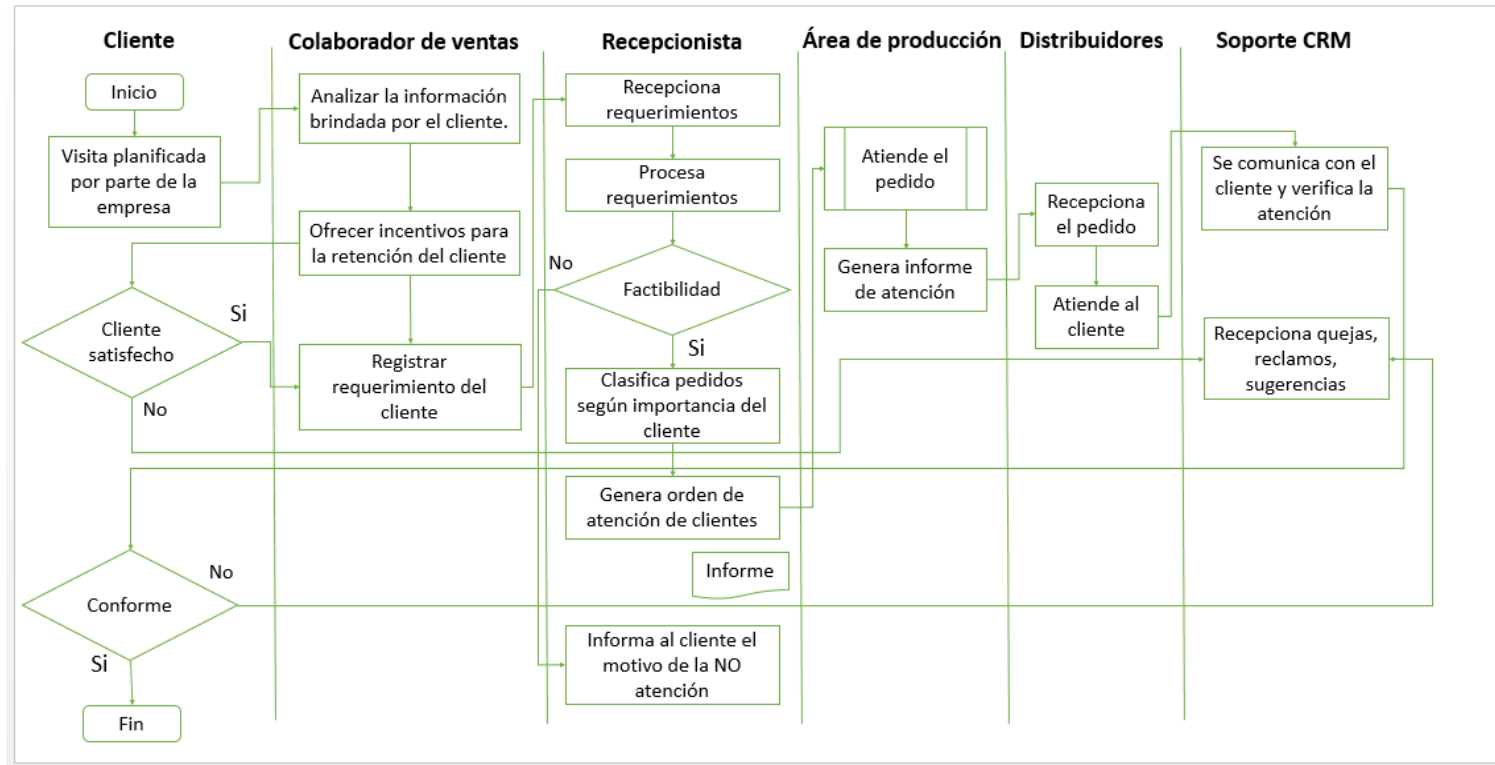 Cliente
Colaborador de ventas
Recepcionista
Área de producción
Distribuidores
Soporte CRM
Inicio
Visita planificada
por parte de la
empresa
Cliente
satisfecho
Si
No
Conforme
No
Si
Fin
Analizar la información
brindada por el cliente.
Ofrecer incentivos para
la retención del cliente
Registrar
requerimiento del
cliente
Recepciona
requerimientos
Procesa
requerimientos
No
Factibilidad
Si
Clasifica pedidos
según importancia del
cliente
Genera orden de
atención de clientes
Informe
Informa al cliente el
motivo de la NO
atención
Atiende el
pedido
Genera informe
de atención
Recepciona
el pedido
Atiende al
cliente
Se comunica con el
cliente y verifica la
atención
Recepciona quejas,
reclamos,
sugerencias